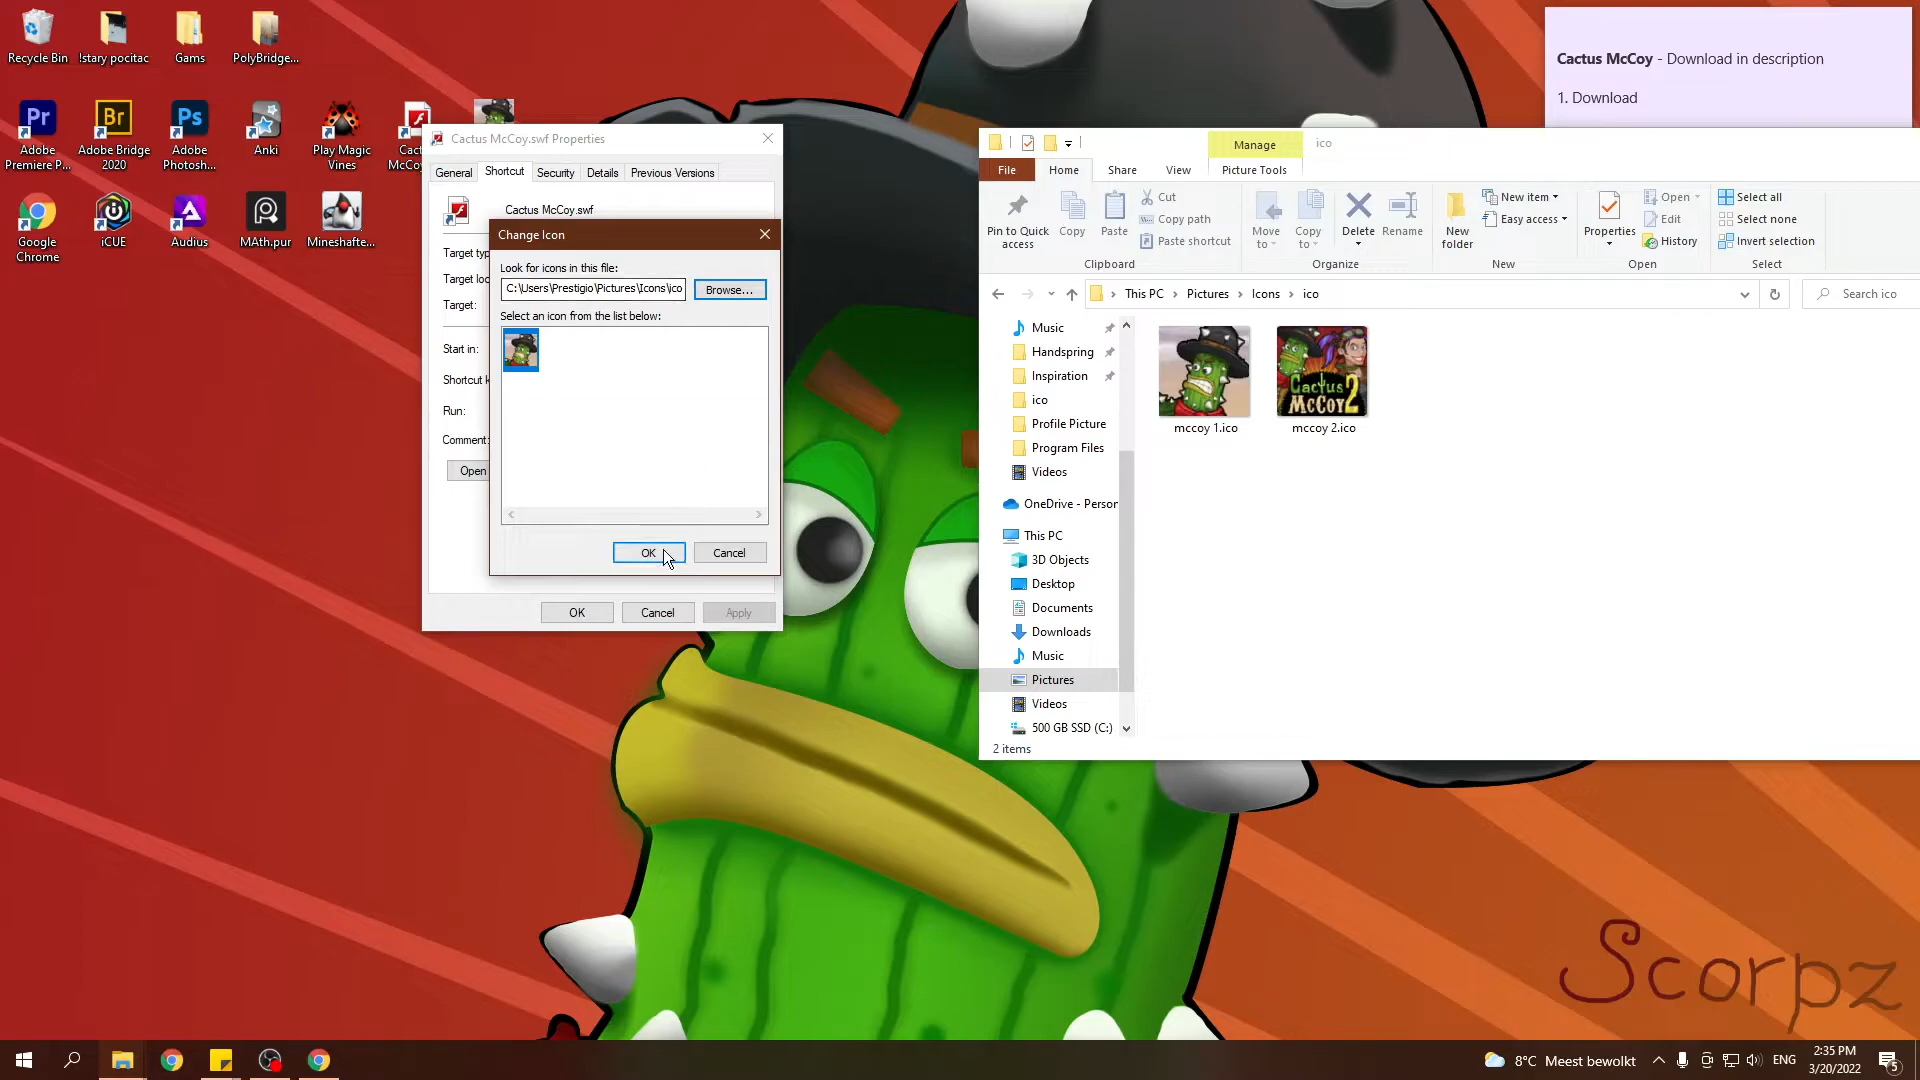 Recycle Bin
!stary pocitac
Gams
PolyBridge...
Adobe
Premiere P...
Adobe Bridge
2020
Adobe
Photosh...
Anki
Play Magic
Vines
Google
Chrome
iCUE
Audius
MAth.pur
Mineshafte...
Cactus McCoy - Download in description
1. Download
Cactus McCoy.swf Properties
General
Shortcut
Security
Details
Previous Versions
Cactus McCoy.swf
Start in:
Run:
Comment:
Open
OK
Cancel
Apply
Change Icon
Look for icons in this file:
C:\Users\Prestigio\Pictures\Icons\ico
Browse...
Select an icon from the list below:
OK
Cancel
Manage
ico
File
Home
Share
View
Picture Tools
Pin to Quick
access
Copy
Paste
Cut
Copy path
Paste shortcut
Clipboard
Move
to
Copy
to
Delete
Rename
Organize
New
folder
New item
Easy access
New
Properties
Open
Edit
History
Open
Select all
Select none
Invert selection
Select
This PC
Pictures
Icons
ico
Search ico
Music
Handspring
Inspiration
ico
Profile Picture
Program Files
Videos
OneDrive - Person
This PC
3D Objects
Desktop
Documents
Downloads
Music
Pictures
Videos
500 GB SSD (C:)
2 items
Cactus
McCoy 2
mccoy 1.ico
mccoy 2.ico
Scorpz
8°C Meest bewolkt
ENG
2:35 PM
3/20/2022
5